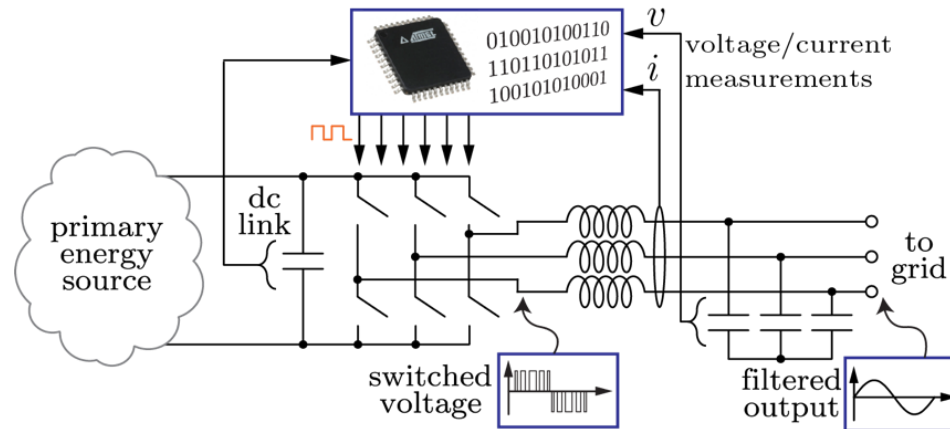 010010100110
110110101011
100101010001
v
i
voltage/current
measurements
dc
link
primary
energy
source
to
grid
switched
voltage
filtered
output